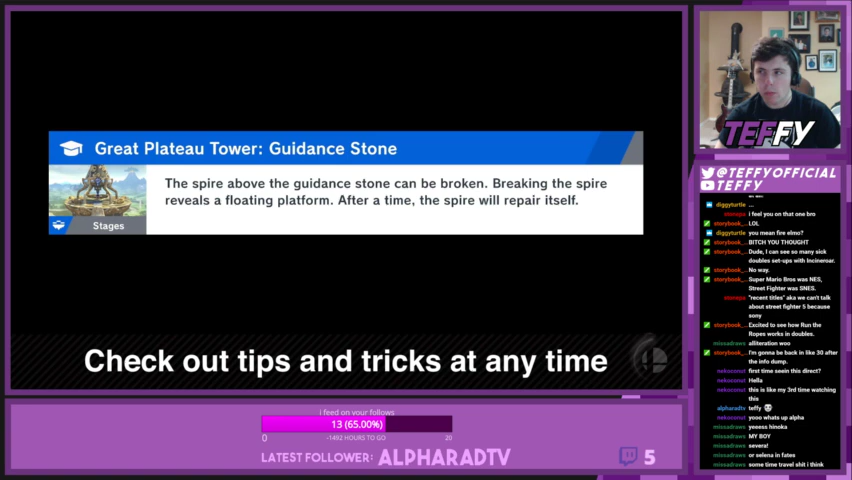 Great Plateau Tower: Guidance Stone
The spire above the guidance stone can be broken. Breaking the spire
reveals a floating platform. After a time, the spire will repair itself.
Stages
Check out tips and tricks at any time
i feed on your follows
13 (65.00%)
0
-1492 HOURS TO GO
20
LATEST FOLLOWER: ALPHARADTV
5
TEFFY
@TEFFYOFFICIAL
TEFFY
diggyturtle ...
i feel you on that one bro
storybook_.. LOL
diggyturtle you mean fire elmo?
storybook_.. BITCH YOU THOUGHT
storybook_.. Dude, I can see so many sick
doubles set-ups with Incineroar.
storybook_.. No way.
storybook_.. Super Mario Bros was NES,
Street Fighter was SNES.
"recent titles" aka we can't talk
about street fighter 5 because
sony
storybook_.. Excited to see how Run the
Ropes works in doubles.
missadraws alliteration woo
storybook_.. I'm gonna be back in like 30 after
the info dump.
nekoconut first time seein this direct?
nekoconut Hella
nekoconut this is like my 3rd time watching
this
alpharadtv teffy
nekoconut yooo whats up alpha
missadraws yeeess hinoka
missadraws MY BOY
missadraws severa!
missadraws or selena in fates
missadraws some time travel shit i think